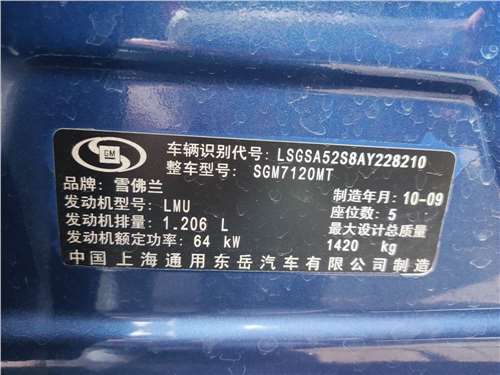 GM
车辆识别代号: LSGSA52S8AY228210
整车型号: SGM7120MT
品牌: 雪佛兰
制造年月: 10-09
发动机型号: LMU
座位数: 5
发动机排量: 1.206 L
最大设计总质量
发动机额定功率: 64 kW
1420 kg
中国上海通用东岳汽车有限公司制造